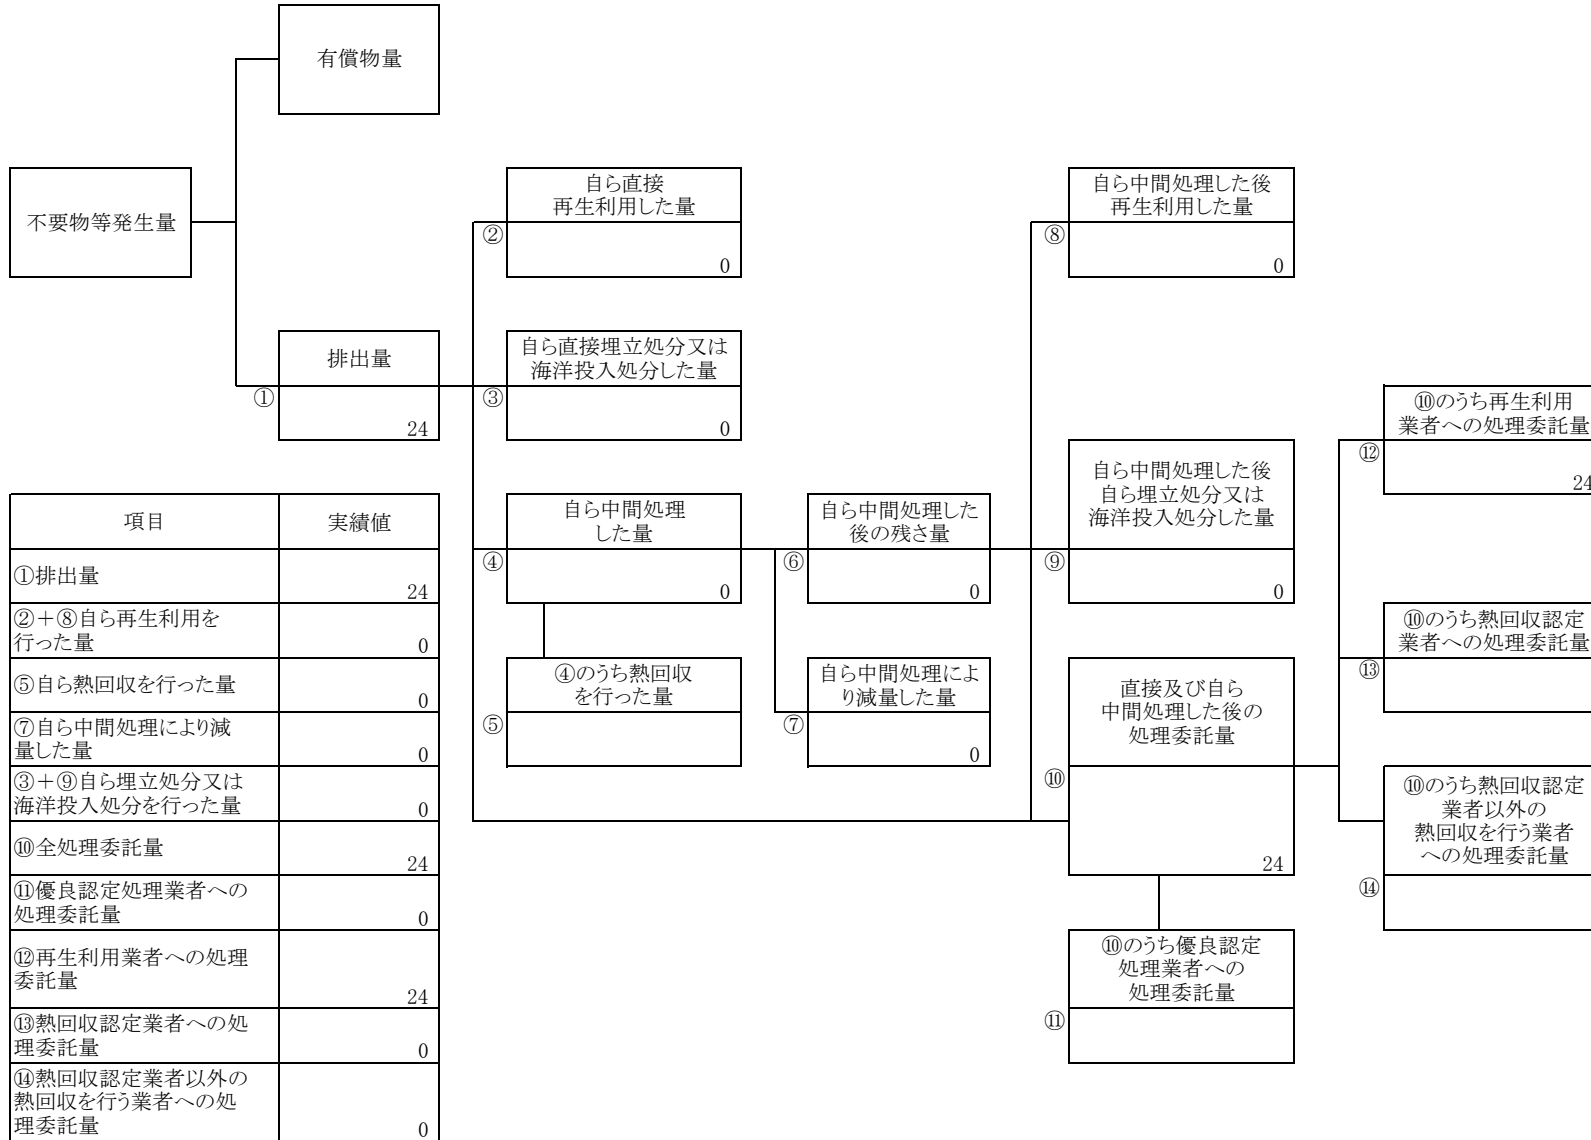 有償物量
不要物等発生量
排出量
①
24
自ら直接
再生利用した量
②
0
自ら直接埋立処分又は
海洋投入処分した量
③
0
自ら中間処理
した量
④
0
④のうち熱回収
を行った量
⑤
自ら中間処理した
後の残さ量
⑥
0
自ら中間処理によ
り減量した量
⑦
0
自ら中間処理した後
再生利用した量
⑧
0
自ら中間処理した後
自ら埋立処分又は
海洋投入処分した量
⑨
0
直接及び自ら
中間処理した後の
処理委託量
⑩
24
⑩のうち優良認定
処理業者への
処理委託量
⑪
⑩のうち再生利用
業者への処理委託量
⑫
24
⑩のうち熱回収認定
業者への処理委託量
⑬
⑩のうち熱回収認定
業者以外の
熱回収を行う業者
への処理委託量
⑭
項目 実績値
①排出量
24
②+⑧自ら再生利用を
行った量 0
⑤自ら熱回収を行った量
0
⑦自ら中間処理により減
量した量 0
③+⑨自ら埋立処分又は
海洋投入処分を行った量 0
⑩全処理委託量
24
⑪優良認定処理業者への
処理委託量 0
⑫再生利用業者への処理
委託量
24
⑬熱回収認定業者への処
理委託量 0
⑭熱回収認定業者以外の
熱回収を行う業者への処
理委託量 0